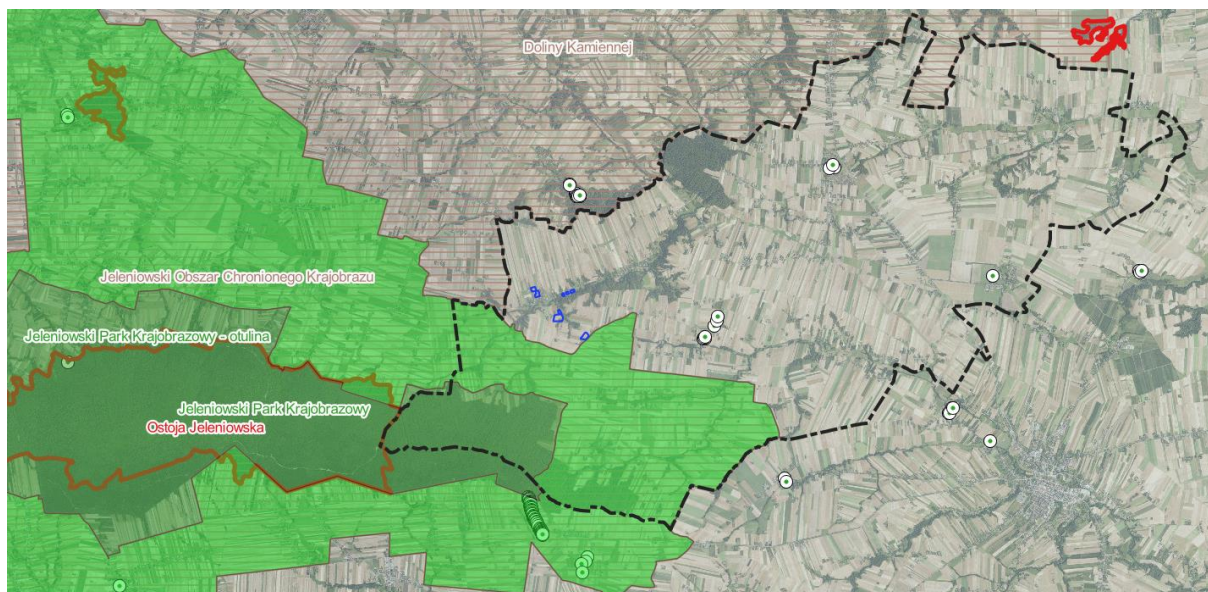 Doliny Kamiennej
Jeleniowski Obszar Chronionego Krajobrazu
Jeleniowski Park Krajobrazowy - otulina
Jeleniowski Park Krajobrazowy
Ostoja Jeleniowska